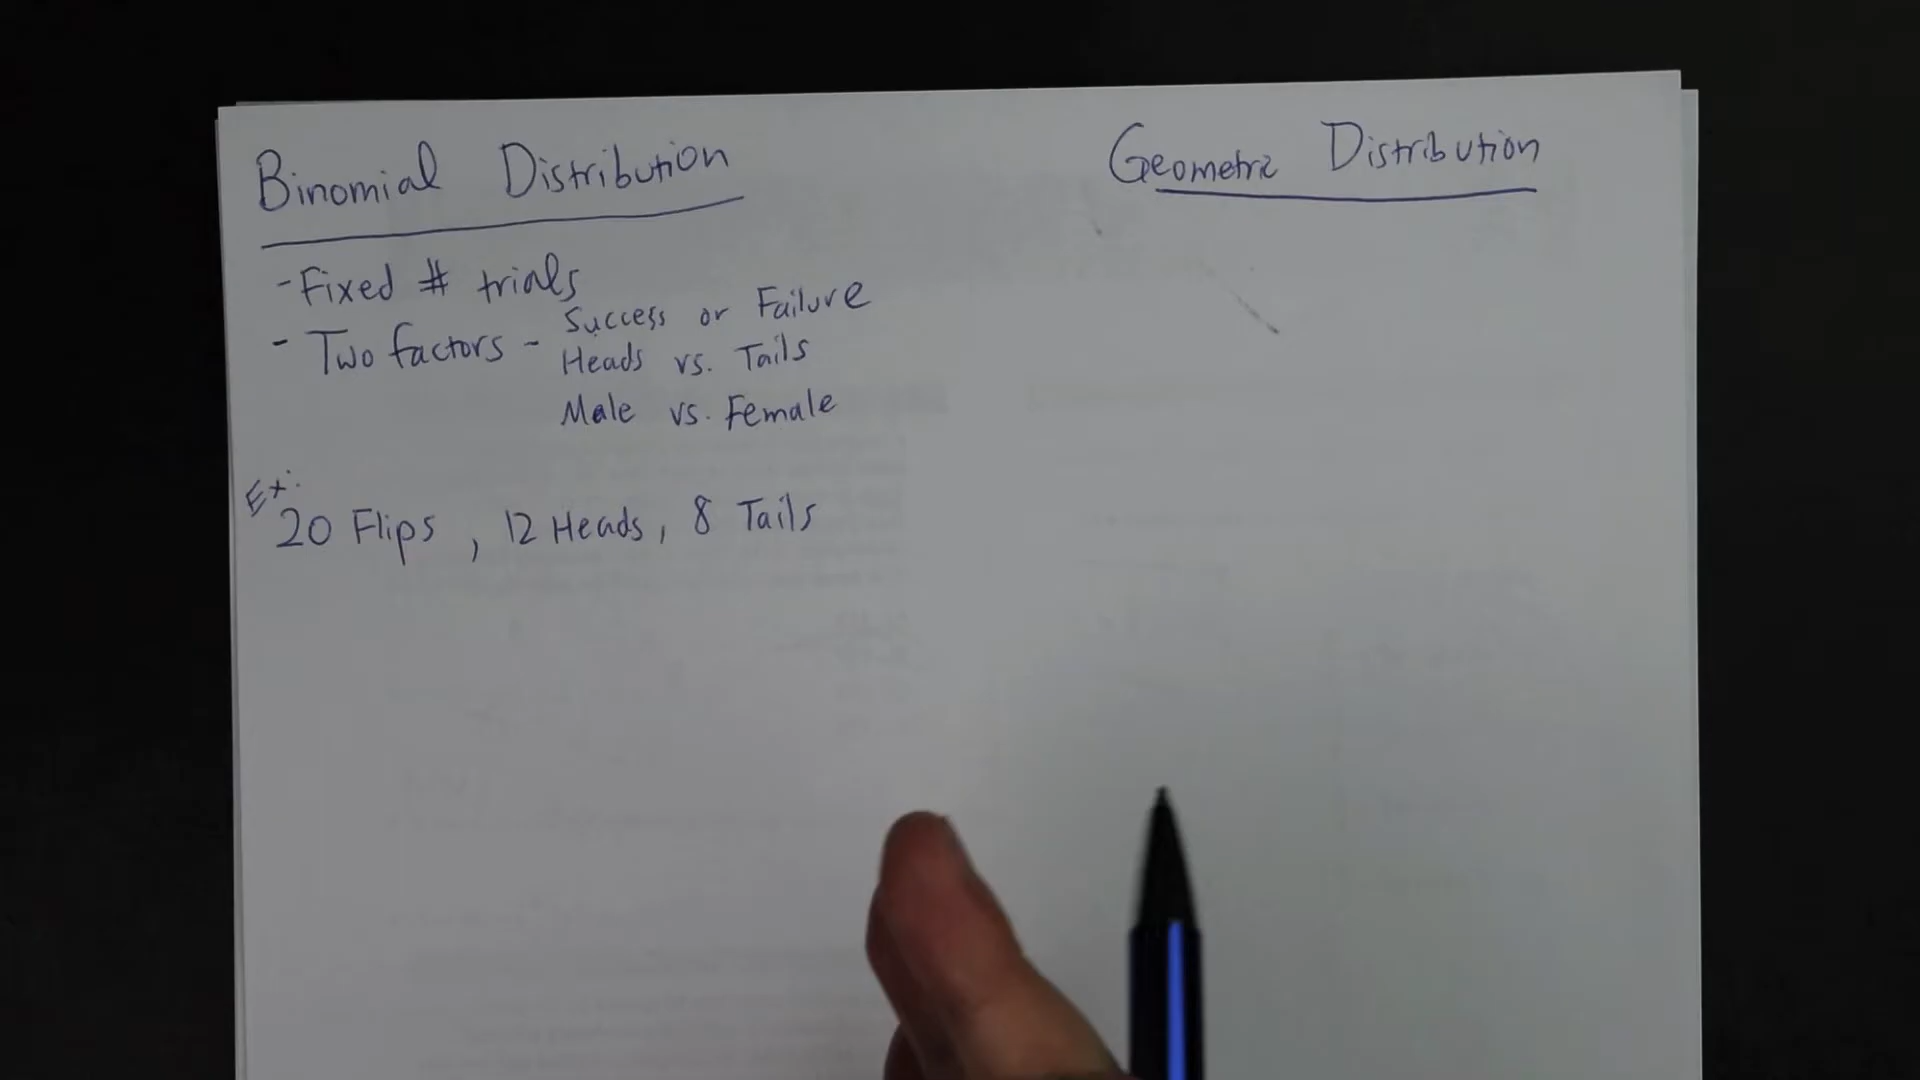 Binomial Distribution
- Fixed # trials
- Two factors - Success or Failure
Heads vs. Tails
Male vs. Female
Ex:
20 Flips, 12 Heads, 8 Tails
Geometric Distribution